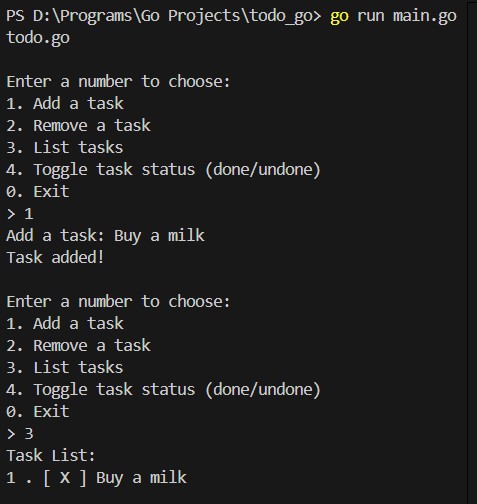 PS D:\Programs\Go Projects\todo_go> go run main.go
todo.go
Enter a number to choose:
1. Add a task
2. Remove a task
3. List tasks
4. Toggle task status (done/undone)
0. Exit
> 1
Add a task: Buy a milk
Task added!
Enter a number to choose:
1. Add a task
2. Remove a task
3. List tasks
4. Toggle task status (done/undone)
0. Exit
> 3
Task List:
1 . [ X ] Buy a milk